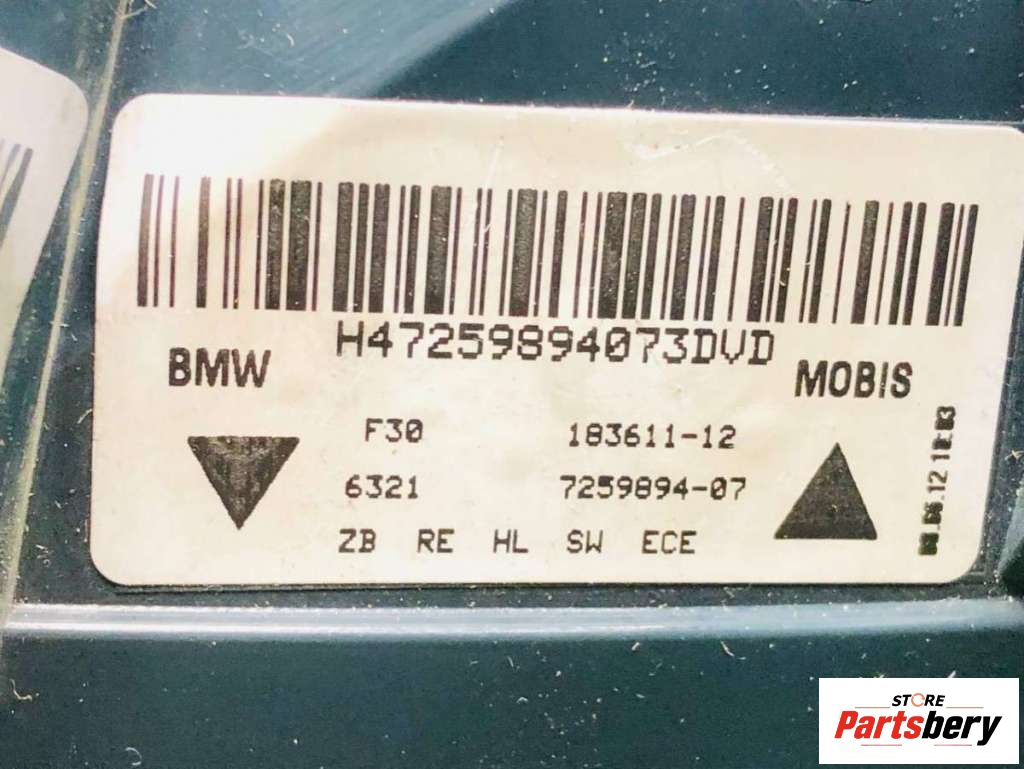 H47259894073DVD
BMW
MOBIS
F30 183611-12
6321 7259894-07
ZB RE HL SW ECE
STORE
Partsbery